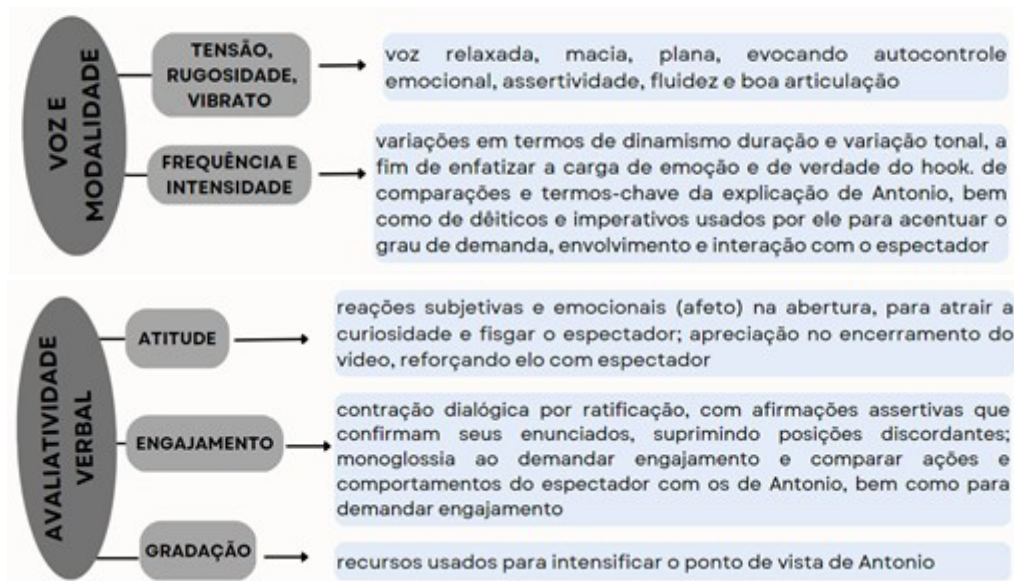 VOZ E
MODALIDADE
TENSÃO,
RUGOSIDADE,
VIBRATO
voz relaxada, macia, plana, evocando autocontrole
emocional, assertividade, fluidez e boa articulação
FREQUÊNCIA E
INTENSIDADE
variações em termos de dinamismo duração e variação tonal, a
fim de enfatizar a carga de emoção e de verdade do hook. de
comparações e termos-chave da explicação de Antonio, bem
como de dêiticos e imperativos usados por ele para acentuar o
grau de demanda, envolvimento e interação com o espectador
AVALIATIVIDADE
VERBAL
ATITUDE
reações subjetivas e emocionais (afeto) na abertura, para atrair a
curiosidade e fisgar o espectador; apreciação no encerramento do
video, reforçando elo com espectador
ENGAJAMENTO
contração dialógica por ratificação, com afirmações assertivas que
confirmam seus enunciados, suprimindo posições discordantes;
monoglossia ao demandar engajamento e comparar ações e
comportamentos do espectador com os de Antonio, bem como para
demandar engajamento
GRADAÇÃO
recursos usados para intensificar o ponto de vista de Antonio